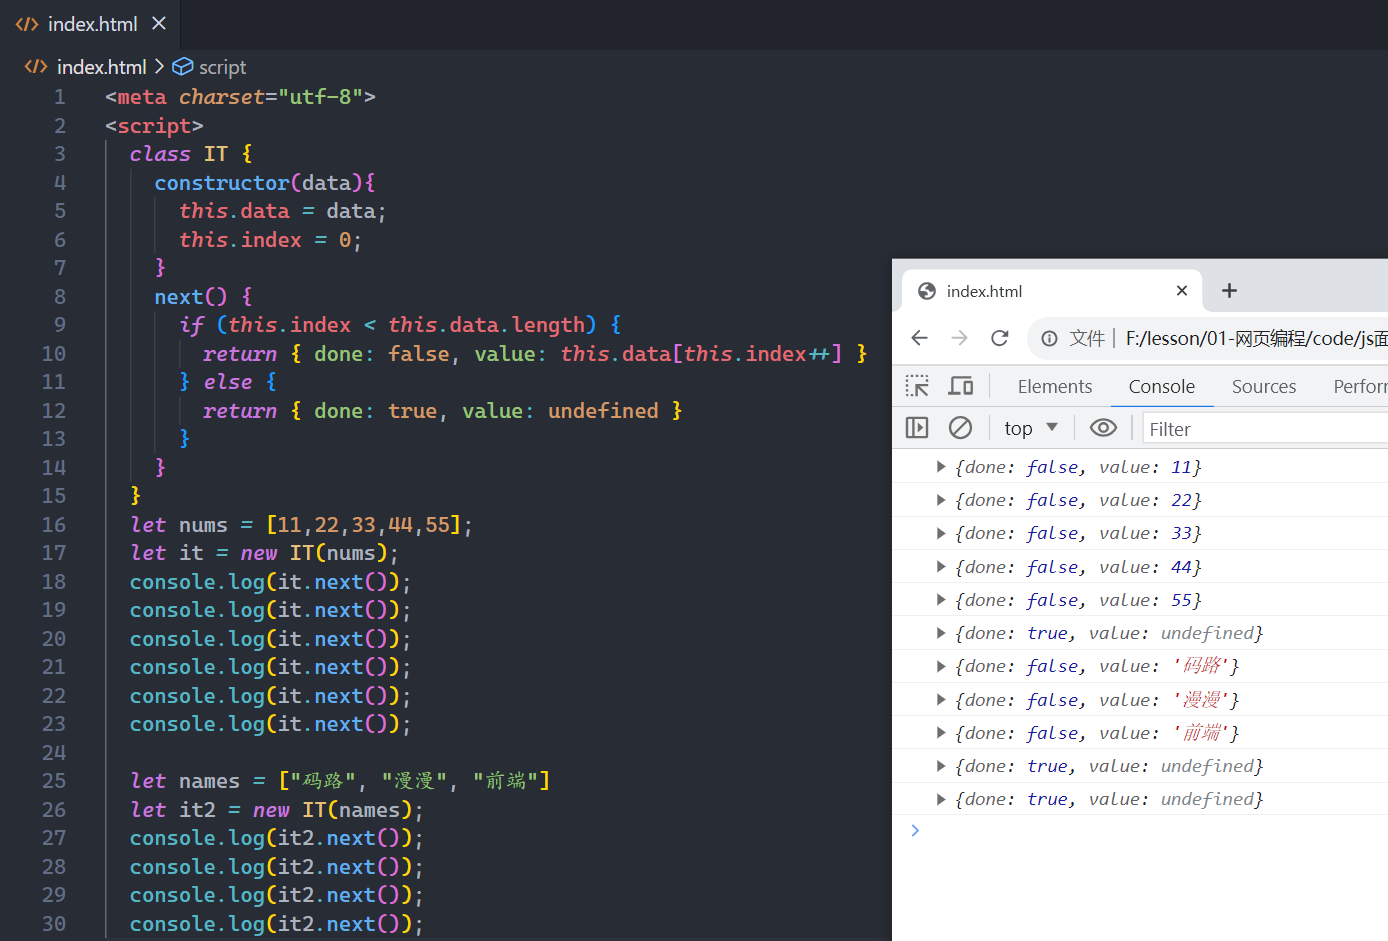 index.html
index.html > script
1 <meta charset="utf-8">
2 <script>
3 class IT {
4 constructor(data){
5 this.data = data;
6 this.index = 0;
7 }
8 next() {
9 if (this.index < this.data.length) {
10 return { done: false, value: this.data[this.index++] }
11 } else {
12 return { done: true, value: undefined }
13 }
14 }
15 }
16 let nums = [11,22,33,44,55];
17 let it = new IT(nums);
18 console.log(it.next());
19 console.log(it.next());
20 console.log(it.next());
21 console.log(it.next());
22 console.log(it.next());
23 console.log(it.next());
24
25 let names = ["码路", "漫漫", "前端"]
26 let it2 = new IT(names);
27 console.log(it2.next());
28 console.log(it2.next());
29 console.log(it2.next());
30 console.log(it2.next());
index.html
文件 | F:/lesson/01-网页编程/code/js面
Elements Console Sources Perfor
top Filter
{done: false, value: 11}
{done: false, value: 22}
{done: false, value: 33}
{done: false, value: 44}
{done: false, value: 55}
{done: true, value: undefined}
{done: false, value: '码路'}
{done: false, value: '漫漫'}
{done: false, value: '前端'}
{done: true, value: undefined}
{done: true, value: undefined}